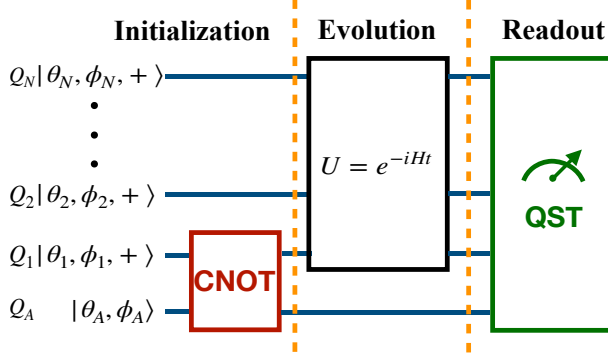 Initialization Evolution Readout
Q_N |θ_N, ϕ_N, + ⟩
U = e^{-iHt}
Q_2 |θ_2, ϕ_2, + ⟩
QST
Q_1 |θ_1, ϕ_1, + ⟩
CNOT
Q_A |θ_A, ϕ_A⟩